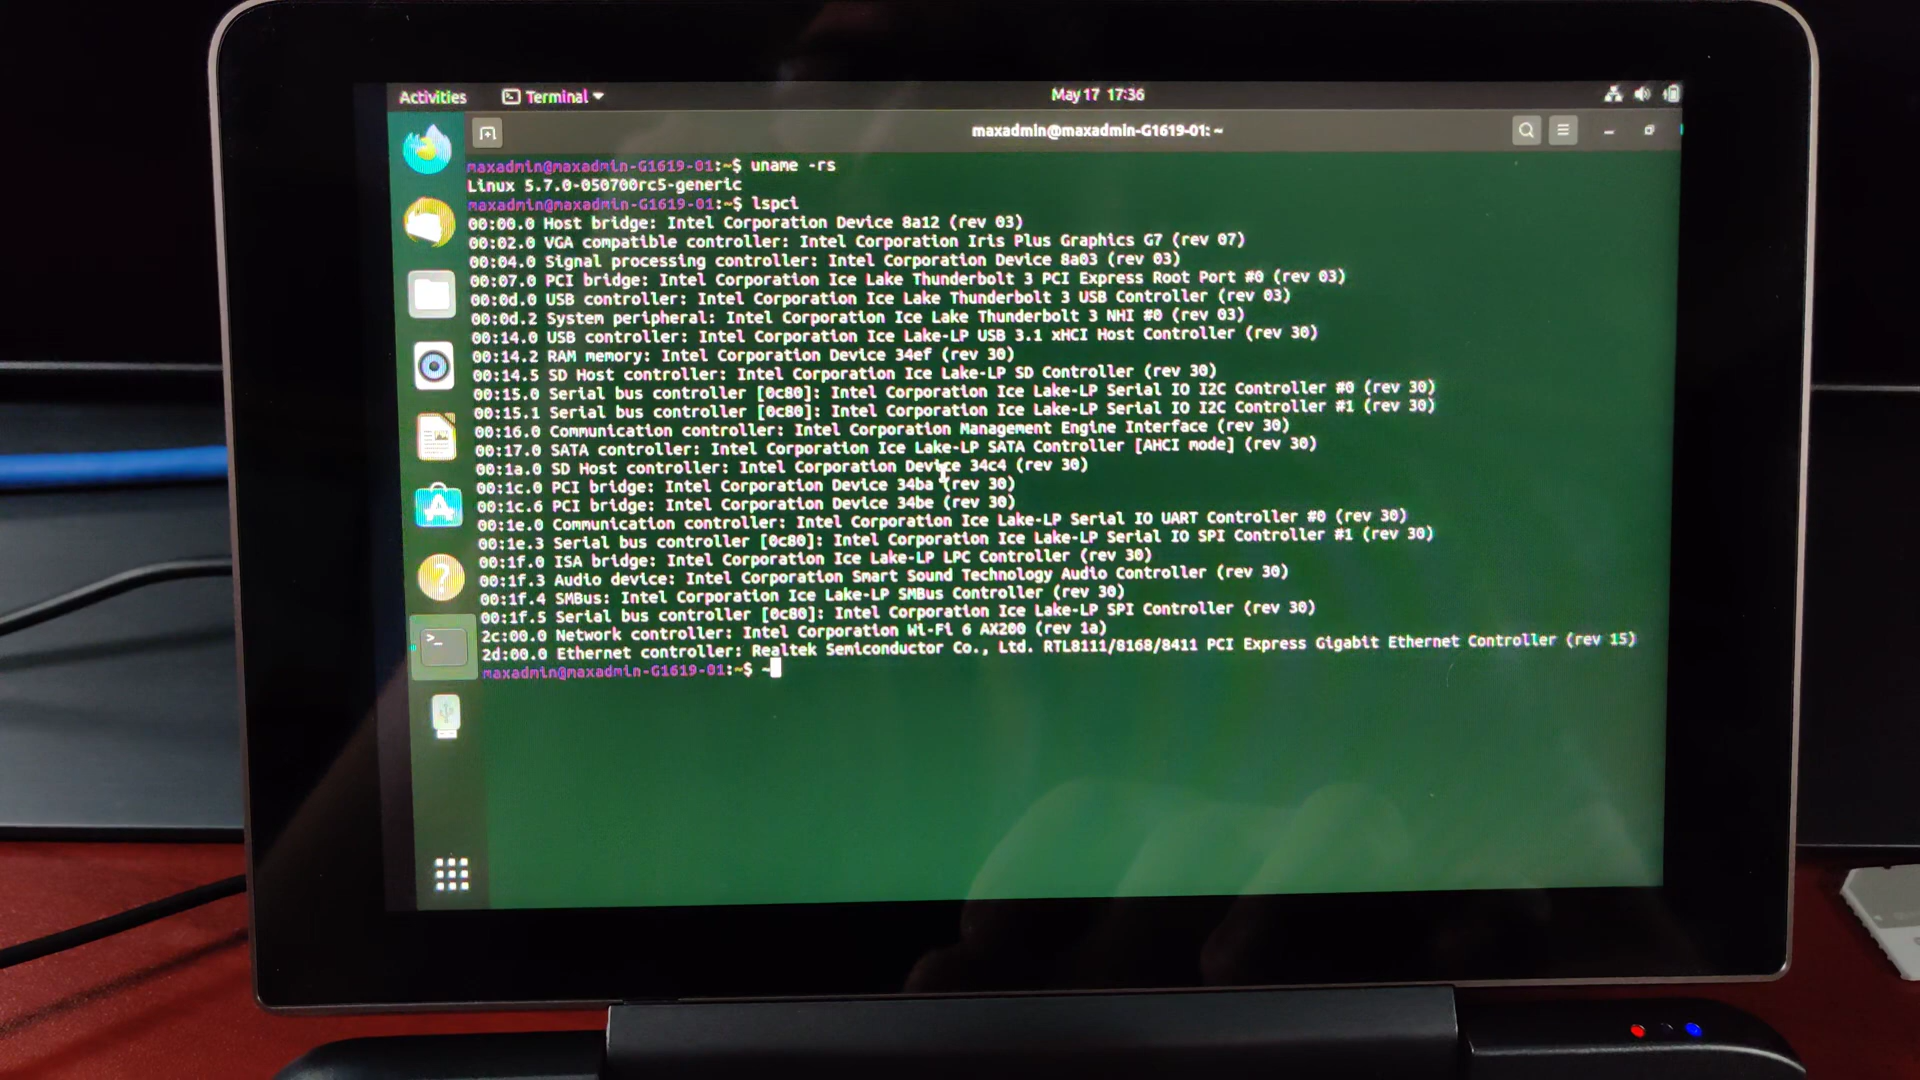 Activities
Terminal
May 17 17:36
maxadmin@maxadmin-G1619-01: ~
maxadmin@maxadmin-G1619-01:~$ uname -rs
Linux 5.7.0-050700rc5-generic
maxadmin@maxadmin-G1619-01:~$ lspci
00:00.0 Host bridge: Intel Corporation Device 8a12 (rev 03)
00:02.0 VGA compatible controller: Intel Corporation Iris Plus Graphics G7 (rev 07)
00:04.0 Signal processing controller: Intel Corporation Device 8a03 (rev 03)
00:07.0 PCI bridge: Intel Corporation Ice Lake Thunderbolt 3 PCI Express Root Port #0 (rev 03)
00:0d.0 USB controller: Intel Corporation Ice Lake Thunderbolt 3 USB Controller (rev 03)
00:0d.2 System peripheral: Intel Corporation Ice Lake Thunderbolt 3 NHI #0 (rev 03)
00:14.0 USB controller: Intel Corporation Ice Lake-LP USB 3.1 xHCI Host Controller (rev 30)
00:14.2 RAM memory: Intel Corporation Device 34ef (rev 30)
00:14.5 SD Host controller: Intel Corporation Ice Lake-LP SD Controller (rev 30)
00:15.0 Serial bus controller [0c80]: Intel Corporation Ice Lake-LP Serial IO I2C Controller #0 (rev 30)
00:15.1 Serial bus controller [0c80]: Intel Corporation Ice Lake-LP Serial IO I2C Controller #1 (rev 30)
00:16.0 Communication controller: Intel Corporation Management Engine Interface (rev 30)
00:17.0 SATA controller: Intel Corporation Ice Lake-LP SATA Controller [AHCI mode] (rev 30)
00:1a.0 SD Host controller: Intel Corporation Device 34c4 (rev 30)
00:1c.0 PCI bridge: Intel Corporation Device 34ba (rev 30)
00:1c.6 PCI bridge: Intel Corporation Device 34be (rev 30)
00:1e.0 Communication controller: Intel Corporation Ice Lake-LP Serial IO UART Controller #0 (rev 30)
00:1e.3 Serial bus controller [0c80]: Intel Corporation Ice Lake-LP Serial IO SPI Controller #1 (rev 30)
00:1f.0 ISA bridge: Intel Corporation Ice Lake-LP LPC Controller (rev 30)
00:1f.3 Audio device: Intel Corporation Smart Sound Technology Audio Controller (rev 30)
00:1f.4 SMBus: Intel Corporation Ice Lake-LP SMBus Controller (rev 30)
00:1f.5 Serial bus controller [0c80]: Intel Corporation Ice Lake-LP SPI Controller (rev 30)
2c:00.0 Network controller: Intel Corporation Wi-Fi 6 AX200 (rev 1a)
2d:00.0 Ethernet controller: Realtek Semiconductor Co., Ltd. RTL8111/8168/8411 PCI Express Gigabit Ethernet Controller (rev 15)
maxadmin@maxadmin-G1619-01:~$ ~